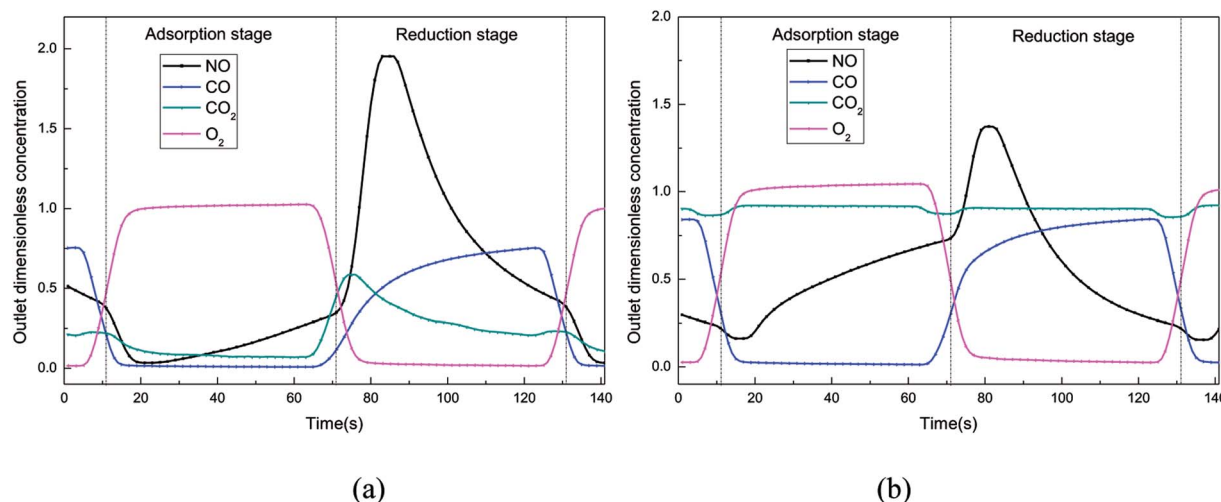 Adsorption stage
Reduction stage
NO
CO
CO2
O2
Outlet dimensionless concentration
2.0
1.5
1.0
0.5
0.0
0 20 40 60 80 100 120 140
Time(s)
(a)
Adsorption stage
Reduction stage
NO
CO
CO2
O2
Outlet dimensionless concentration
2.0
1.5
1.0
0.5
0.0
0 20 40 60 80 100 120 140
Time(s)
(b)